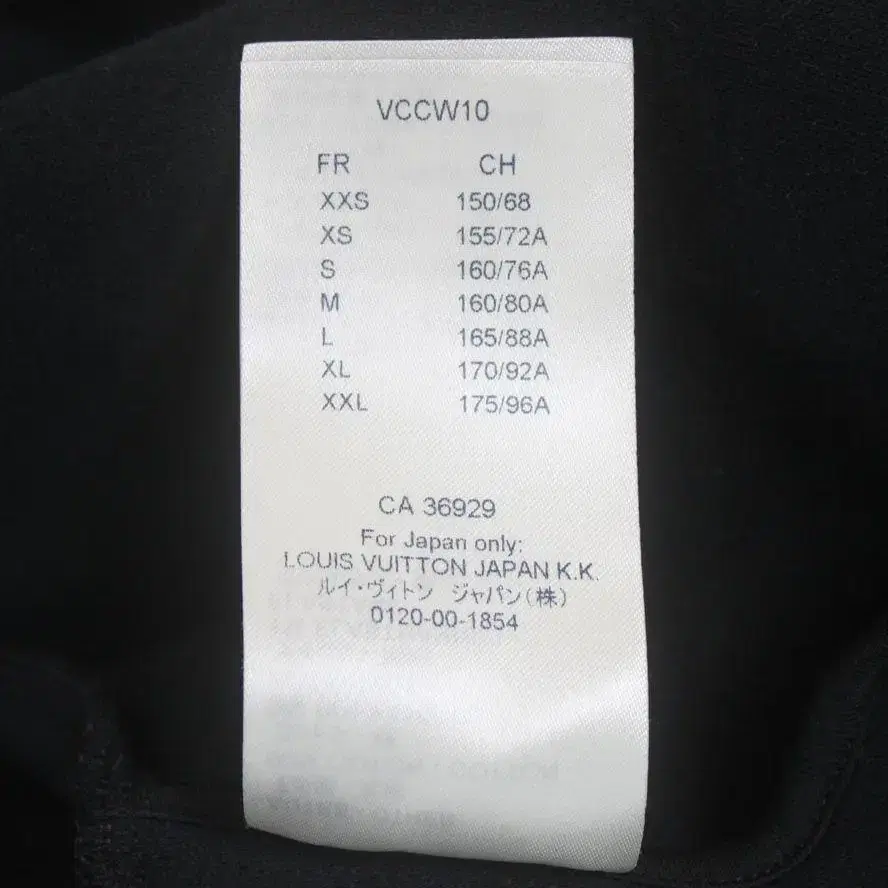 VCCW10
FR CH
XXS 150/68
XS 155/72A
S 160/76A
M 160/80A
L 165/88A
XL 170/92A
XXL 175/96A
CA 36929
For Japan only:
LOUIS VUITTON JAPAN K.K.
ルイ・ヴィトン ジャパン(株)
0120-00-1854